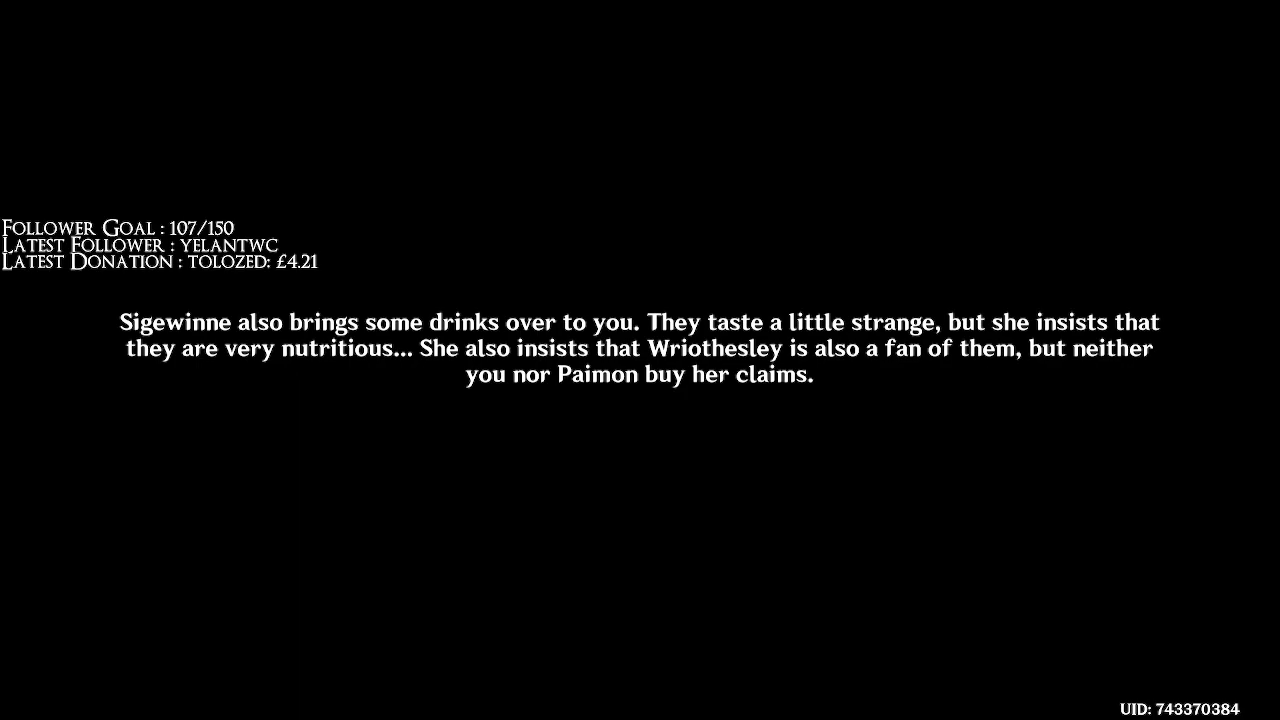 Follower Goal : 107/150
Latest Follower : yelantwc
Latest Donation : tolozed: £4.21
Sigewinne also brings some drinks over to you. They taste a little strange, but she insists that
they are very nutritious... She also insists that Wriothesley is also a fan of them, but neither
you nor Paimon buy her claims.
UID: 743370384